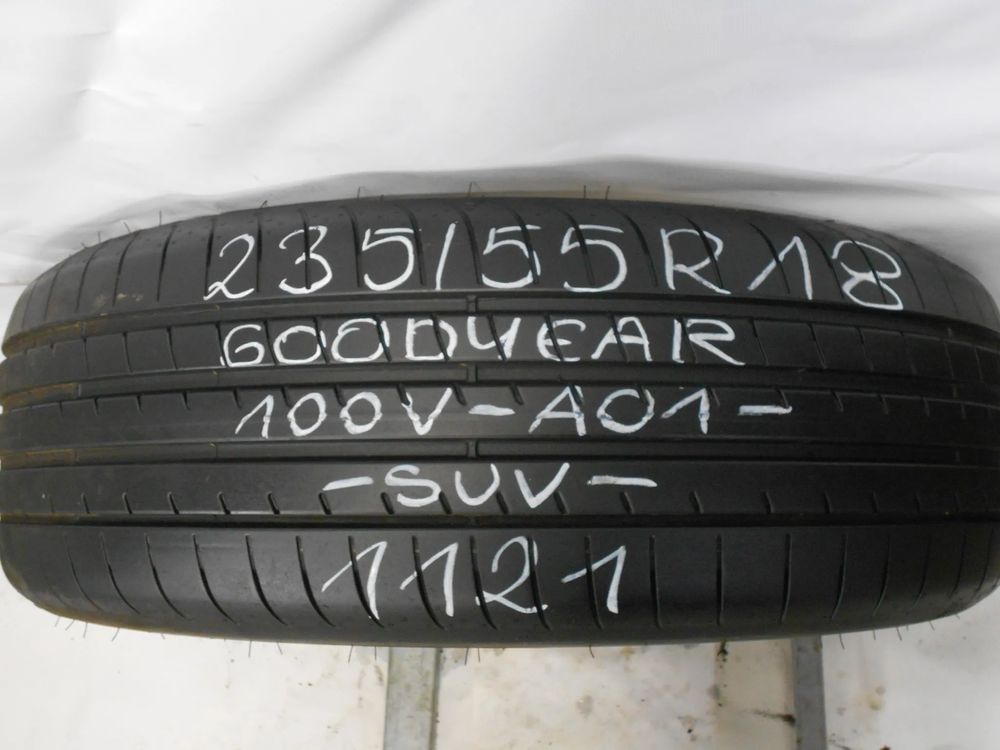 235/55R18
GOODYEAR
100V-AO1-
-SUV-
1121